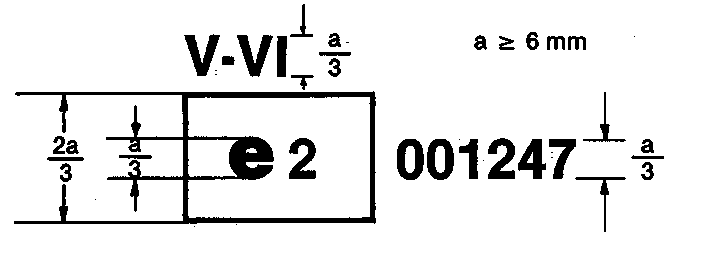 V-VI a/3 a ≥ 6 mm
2a/3 a/3 e 2 001247 a/3